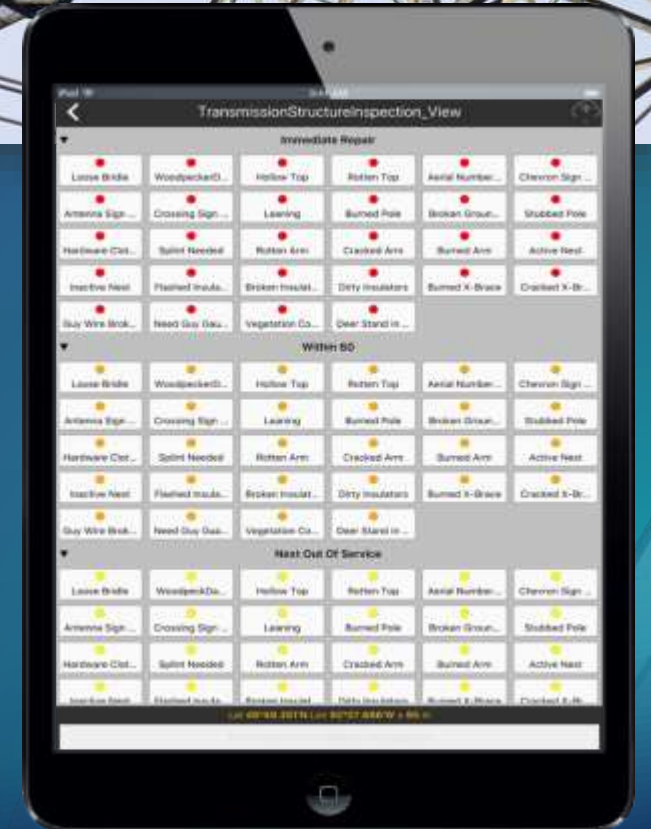 iPad
TransmissionStructureInspection_View
Immediate Repair
Loose Bridle WoodpeckerD... Hollow Top Rotten Top Aerial Number... Chevron Sign ...
Antenna Sign ... Crossing Sign ... Leaning Burned Pole Broken Groun... Stubbed Pole
Hardware Clot... Splint Needed Rotten Arm Cracked Arm Burned Arm Active Nest
Inactive Nest Flashed Insula... Broken Insulat... Dirty Insulators Burned X-Brace Cracked X-Br...
Guy Wire Brok... Need Guy Gau... Vegetation Co... Deer Stand in ...
Within 60
Loose Bridle WoodpeckerD... Hollow Top Rotten Top Aerial Number... Chevron Sign ...
Antenna Sign ... Crossing Sign ... Leaning Burned Pole Broken Groun... Stubbed Pole
Hardware Clot... Splint Needed Rotten Arm Cracked Arm Burned Arm Active Nest
Inactive Nest Flashed Insula... Broken Insulat... Dirty Insulators Burned X-Brace Cracked X-Br...
Guy Wire Brok... Need Guy Gua... Vegetation Co... Deer Stand in ...
Next Out Of Service
Loose Bridle WoodpeckDa... Hollow Top Rotten Top Aerial Number... Chevron Sign ...
Antenna Sign ... Crossing Sign ... Leaning Burned Pole Broken Groun... Stubbed Pole
Hardware Clot... Splint Needed Rotten Arm Cracked Arm Burned Arm Active Nest